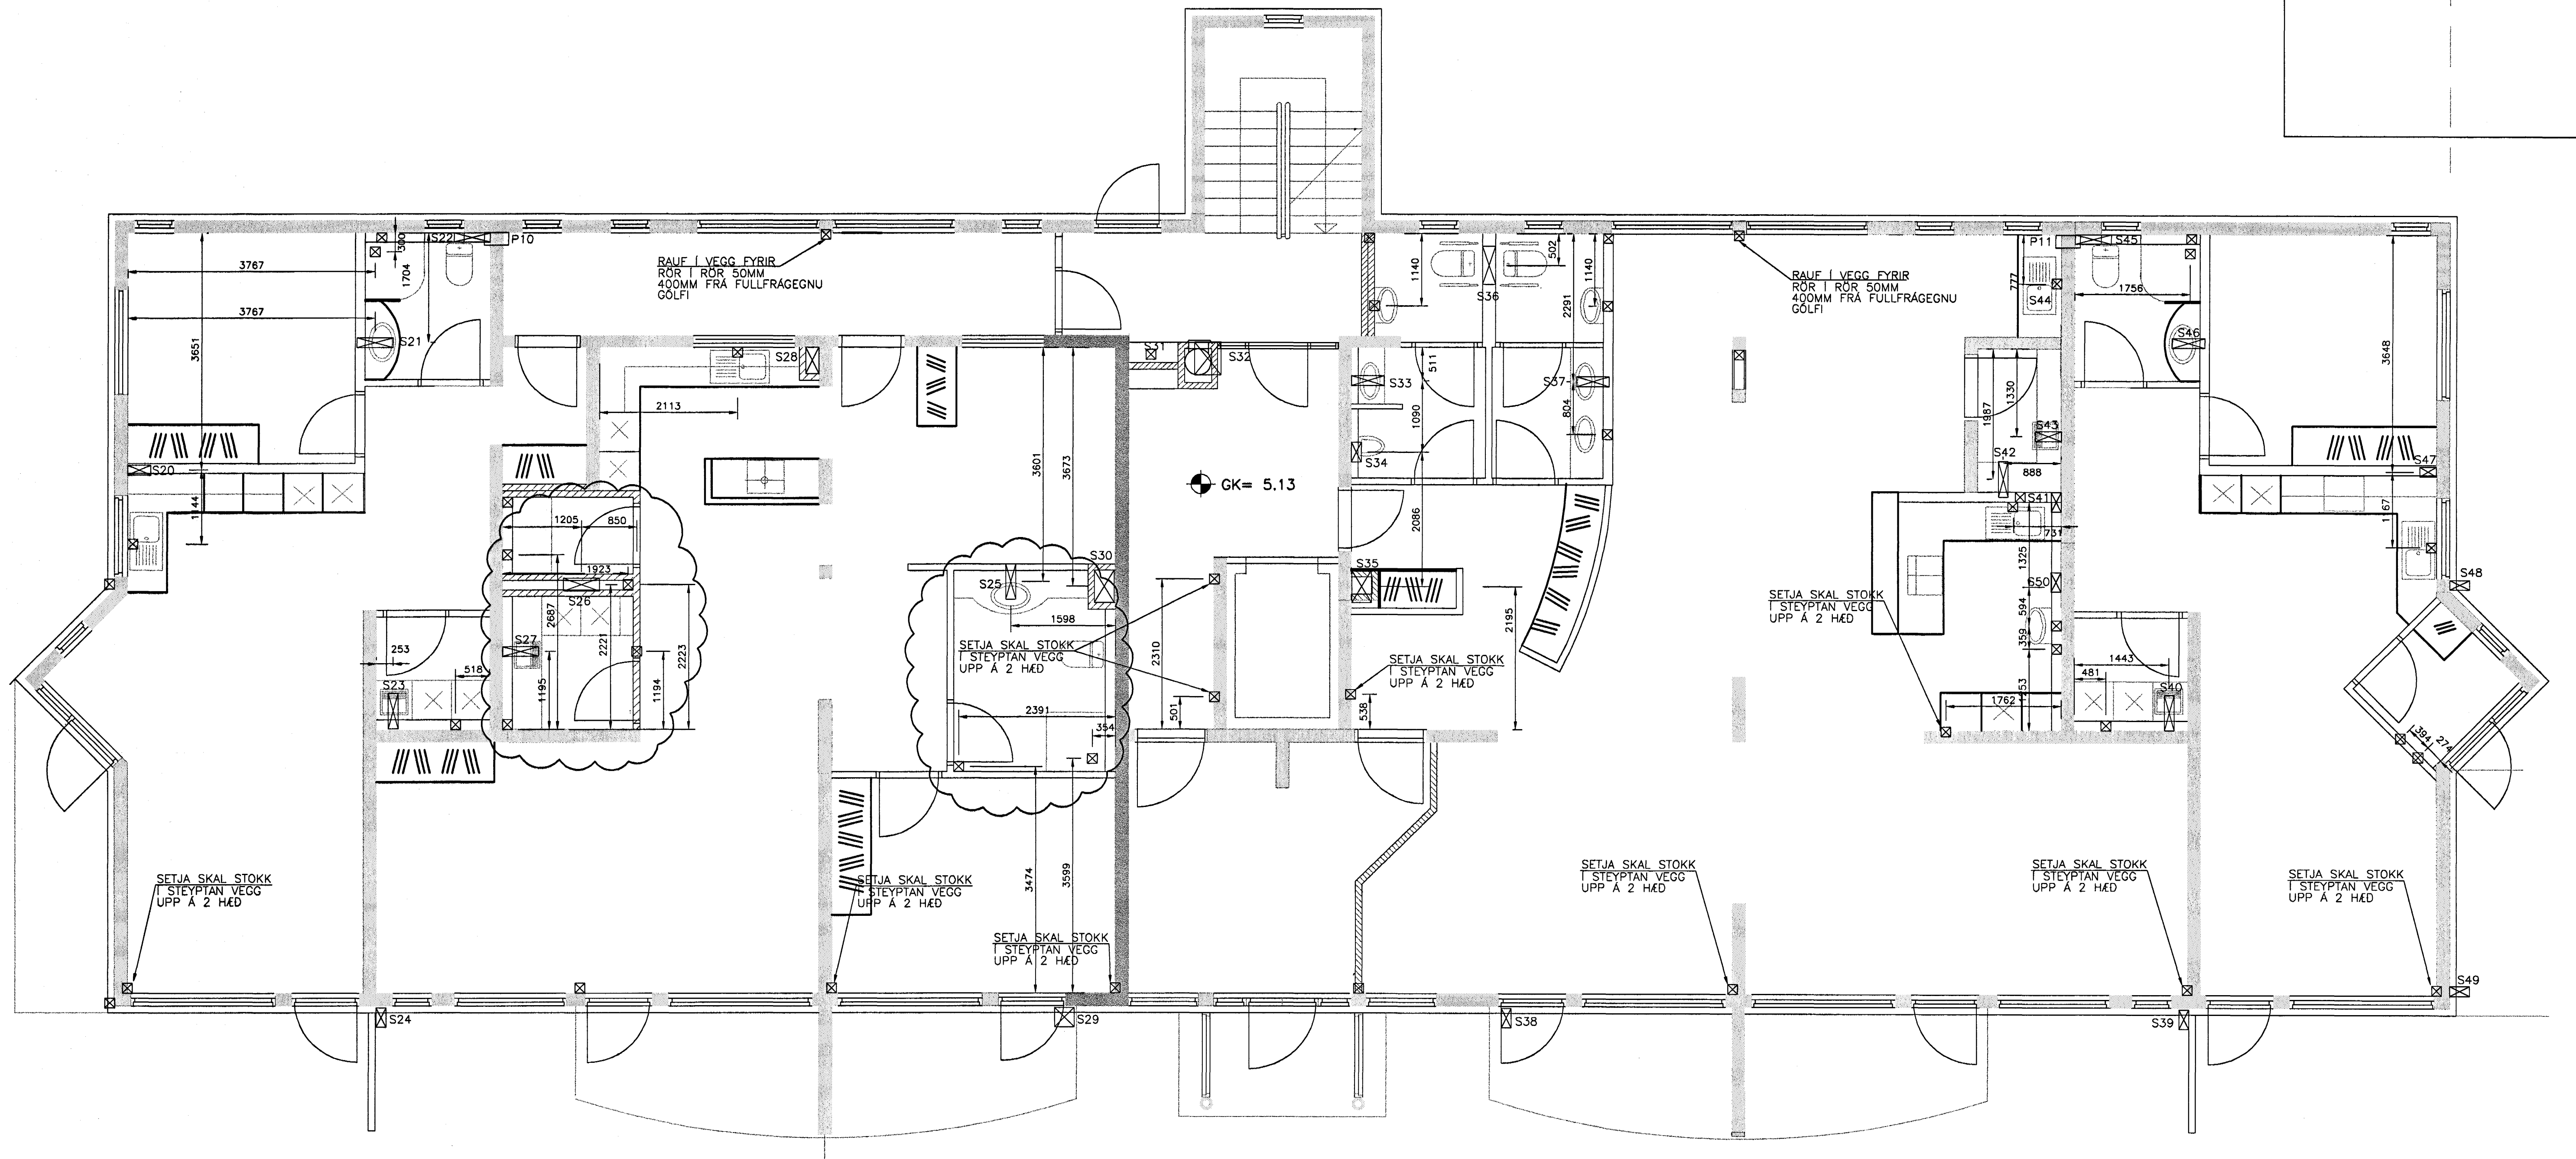 S22
P10
300
1704
3767
3767
3651
S21
RAUF Í VEGG FYRIR
RÖR Í RÖR 50MM
400MM FRÁ FULLFRÁGEGNU
GÓLFI
1140
S36
502
2291
1140
RAUF Í VEGG FYRIR
RÖR Í RÖR 50MM
400MM FRÁ FULLFRÁGEGNU
GÓLFI
P11
S45
777
S44
1756
S46
3648
S28
2113
S31
S32
S33
511
1090
S34
S37
804
1987
1330
S43
S42
888
S47
S20
1144
3601
3673
GK= 5.13
2086
S41
731
1325
1167
1205
850
1923
S26
2687
2221
2223
S27
1195
1194
S25
S30
1598
SETJA SKAL STOKK
Í STEYPTAN VEGG
UPP Á 2 HÆÐ
2391
354
2310
501
S35
SETJA SKAL STOKK
Í STEYPTAN VEGG
UPP Á 2 HÆÐ
538
2195
SETJA SKAL STOKK
Í STEYPTAN VEGG
UPP Á 2 HÆÐ
S50
594
359
1253
1762
S48
1443
481
S40
394
274
253
518
S23
SETJA SKAL STOKK
Í STEYPTAN VEGG
UPP Á 2 HÆÐ
SETJA SKAL STOKK
Í STEYPTAN VEGG
UPP Á 2 HÆÐ
3474
3599
SETJA SKAL STOKK
Í STEYPTAN VEGG
UPP Á 2 HÆÐ
SETJA SKAL STOKK
Í STEYPTAN VEGG
UPP Á 2 HÆÐ
SETJA SKAL STOKK
Í STEYPTAN VEGG
UPP Á 2 HÆÐ
SETJA SKAL STOKK
Í STEYPTAN VEGG
UPP Á 2 HÆÐ
S24
S29
S38
S39
S49